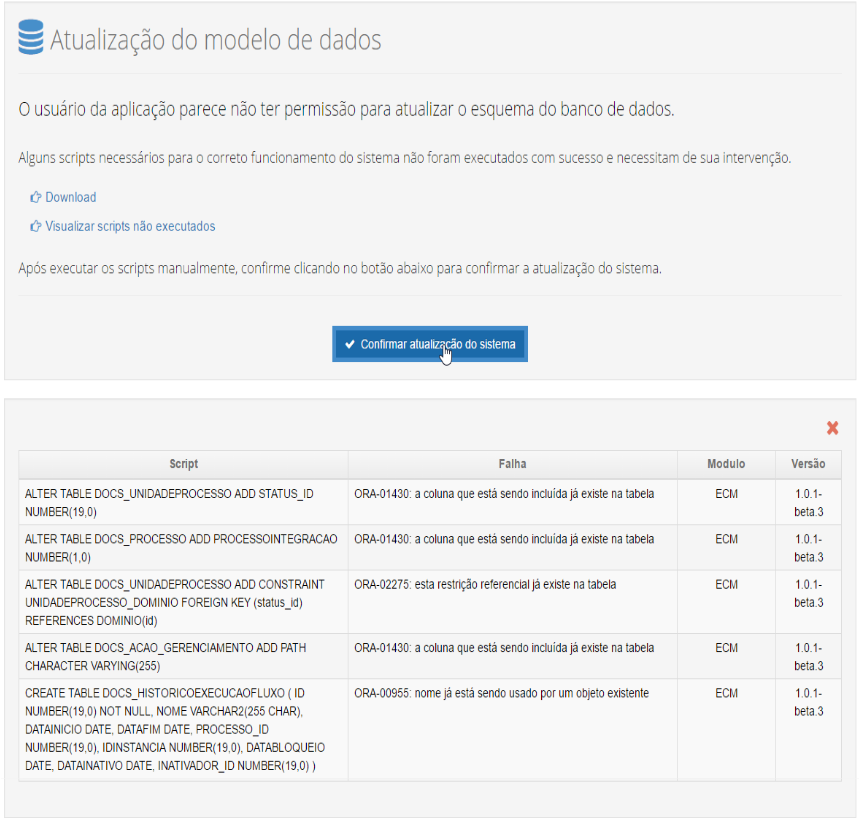 Atualização do modelo de dados
O usuário da aplicação parece não ter permissão para atualizar o esquema do banco de dados.
Alguns scripts necessários para o correto funcionamento do sistema não foram executados com sucesso e necessitam de sua intervenção.
Download
Visualizar scripts não executados
Após executar os scripts manualmente, confirme clicando no botão abaixo para confirmar a atualização do sistema.
Confirmar atualização do sistema
Script Falha Modulo Versão
ALTER TABLE DOCS_UNIDADEPROCESSO ADD STATUS_ID ORA-01430: a coluna que está sendo incluída já existe na tabela ECM 1.0.1-
NUMBER(19,0) beta.3
ALTER TABLE DOCS_PROCESSO ADD PROCESSOINTEGRACAO ORA-01430: a coluna que está sendo incluída já existe na tabela ECM 1.0.1-
NUMBER(1,0) beta.3
ALTER TABLE DOCS_UNIDADEPROCESSO ADD CONSTRAINT ORA-02275: esta restrição referencial já existe na tabela ECM 1.0.1-
UNIDADEPROCESSO_DOMINIO FOREIGN KEY (status_id) beta.3
REFERENCES DOMINIO(id)
ALTER TABLE DOCS_ACAO_GERENCIAMENTO ADD PATH ORA-01430: a coluna que está sendo incluída já existe na tabela ECM 1.0.1-
CHARACTER VARYING(255) beta.3
CREATE TABLE DOCS_HISTORICOEXECUCAOFLUXO ( ID ORA-00955: nome já está sendo usado por um objeto existente ECM 1.0.1-
NUMBER(19,0) NOT NULL, NOME VARCHAR2(255 CHAR), beta.3
DATAINICIO DATE, DATAFIM DATE, PROCESSO_ID
NUMBER(19,0), IDINSTANCIA NUMBER(19,0), DATABLOQUEIO
DATE, DATAINATIVO DATE, INATIVADOR_ID NUMBER(19,0) )